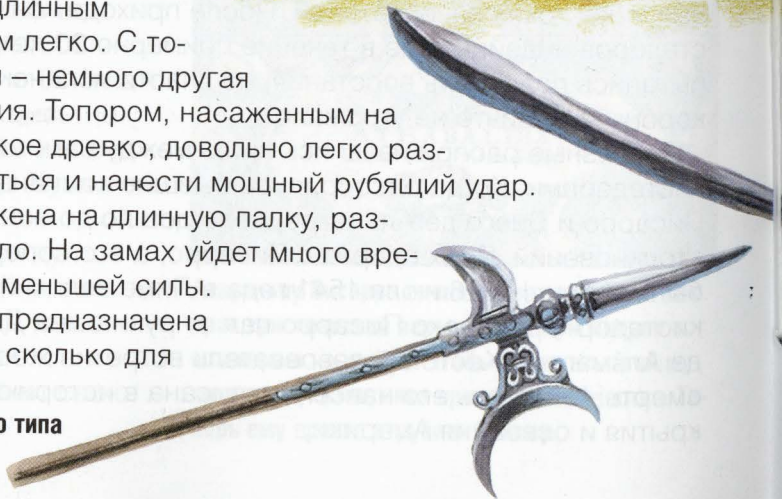 длинным
м легко. С то-
немного другая
ия. Топором, насаженным на
кое древко, довольно легко раз-
ться и нанести мощный рубящий удар
жена на длинную палку, раз-
ло. На замах уйдет много вре-
меньшей силы.
предназначена
сколько для
о типа